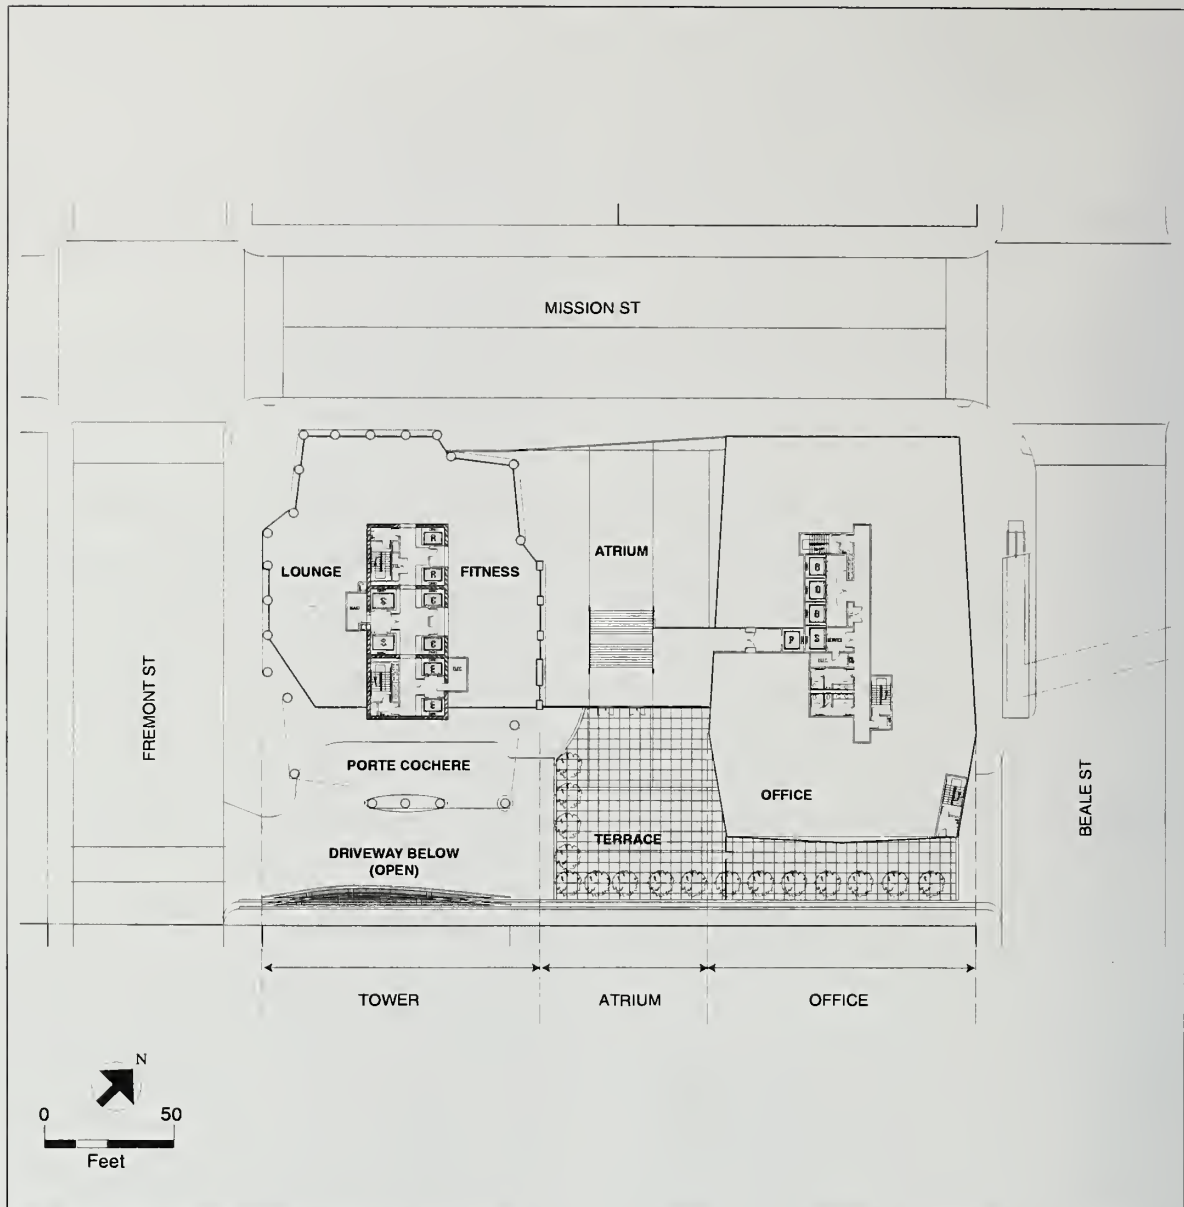 MISSION ST
ATRIUM
LOUNGE
FITNESS
R
R
S
C
S
C
E
E
P
S
FREMONT ST
PORTE COCHERE
OFFICE
BEALE ST
TERRACE
DRIVEWAY BELOW
(OPEN)
TOWER
ATRIUM
OFFICE
N
0
50
Feet